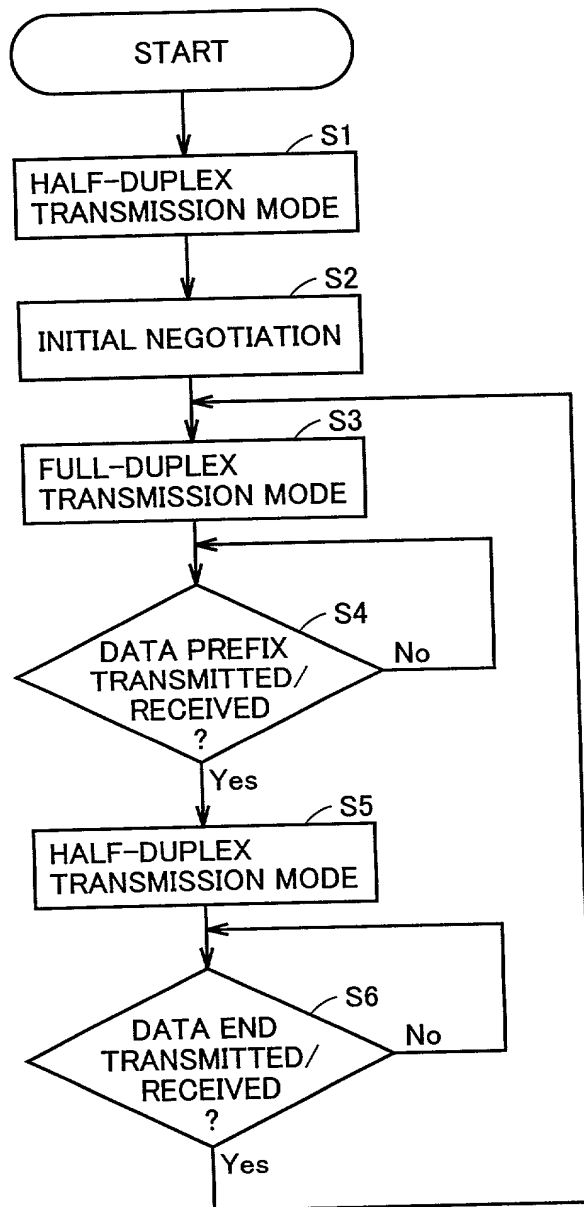 START
S1
HALF-DUPLEX
TRANSMISSION MODE
S2
INITIAL NEGOTIATION
S3
FULL-DUPLEX
TRANSMISSION MODE
S4
DATA PREFIX
TRANSMITTED/
RECEIVED
?
No
Yes
S5
HALF-DUPLEX
TRANSMISSION MODE
S6
DATA END
TRANSMITTED/
RECEIVED
?
No
Yes